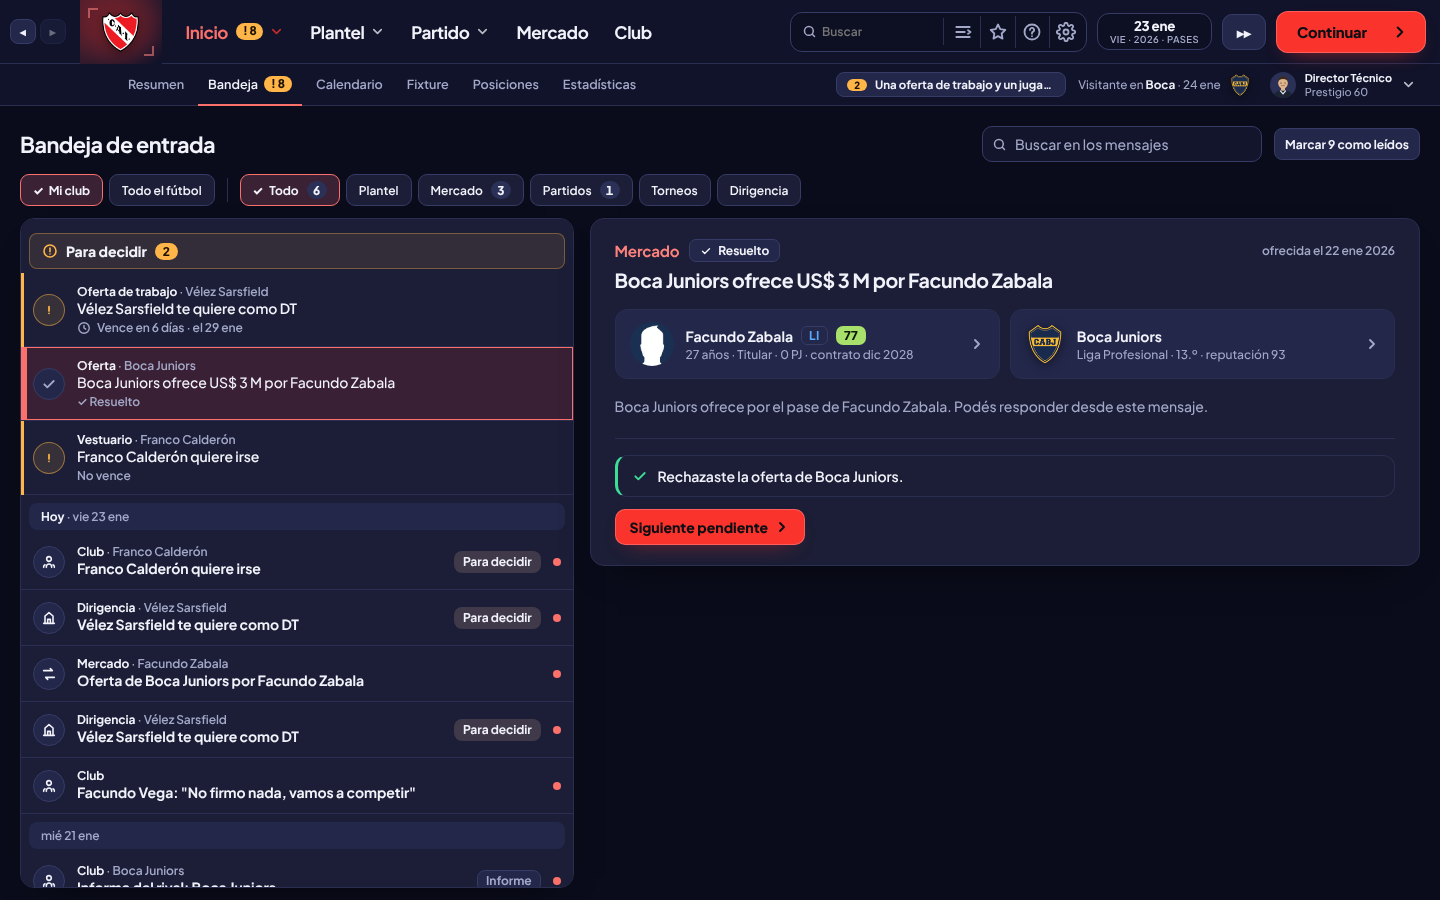 Inicio !8 Plantel Partido Mercado Club
Buscar
23 ene
VIE · 2026 · PASES
Continuar
Resumen Bandeja !8 Calendario Fixture Posiciones Estadísticas
2 Una oferta de trabajo y un juga...
Visitante en Boca · 24 ene
Director Técnico
Prestigio 60
Bandeja de entrada
Buscar en los mensajes
Marcar 9 como leídos
Mi club Todo el fútbol Todo 6 Plantel Mercado 3 Partidos 1 Torneos Dirigencia
Para decidir 2
Oferta de trabajo · Vélez Sarsfield
Vélez Sarsfield te quiere como DT
Vence en 6 días · el 29 ene
Oferta · Boca Juniors
Boca Juniors ofrece US$ 3 M por Facundo Zabala
Resuelto
Vestuario · Franco Calderón
Franco Calderón quiere irse
No vence
Hoy · vie 23 ene
Club · Franco Calderón
Franco Calderón quiere irse
Para decidir
Dirigencia · Vélez Sarsfield
Vélez Sarsfield te quiere como DT
Para decidir
Mercado · Facundo Zabala
Oferta de Boca Juniors por Facundo Zabala
Dirigencia · Vélez Sarsfield
Vélez Sarsfield te quiere como DT
Para decidir
Club
Facundo Vega: "No firmo nada, vamos a competir"
mié 21 ene
Club · Boca Juniors
Informe del rival: Boca Juniors
Informe
Mercado Resuelto
ofrecida el 22 ene 2026
Boca Juniors ofrece US$ 3 M por Facundo Zabala
Facundo Zabala LI 77
27 años · Titular · 0 PJ · contrato dic 2028
CABJ
Boca Juniors
Liga Profesional · 13.º · reputación 93
Boca Juniors ofrece por el pase de Facundo Zabala. Podés responder desde este mensaje.
Rechazaste la oferta de Boca Juniors.
Siguiente pendiente